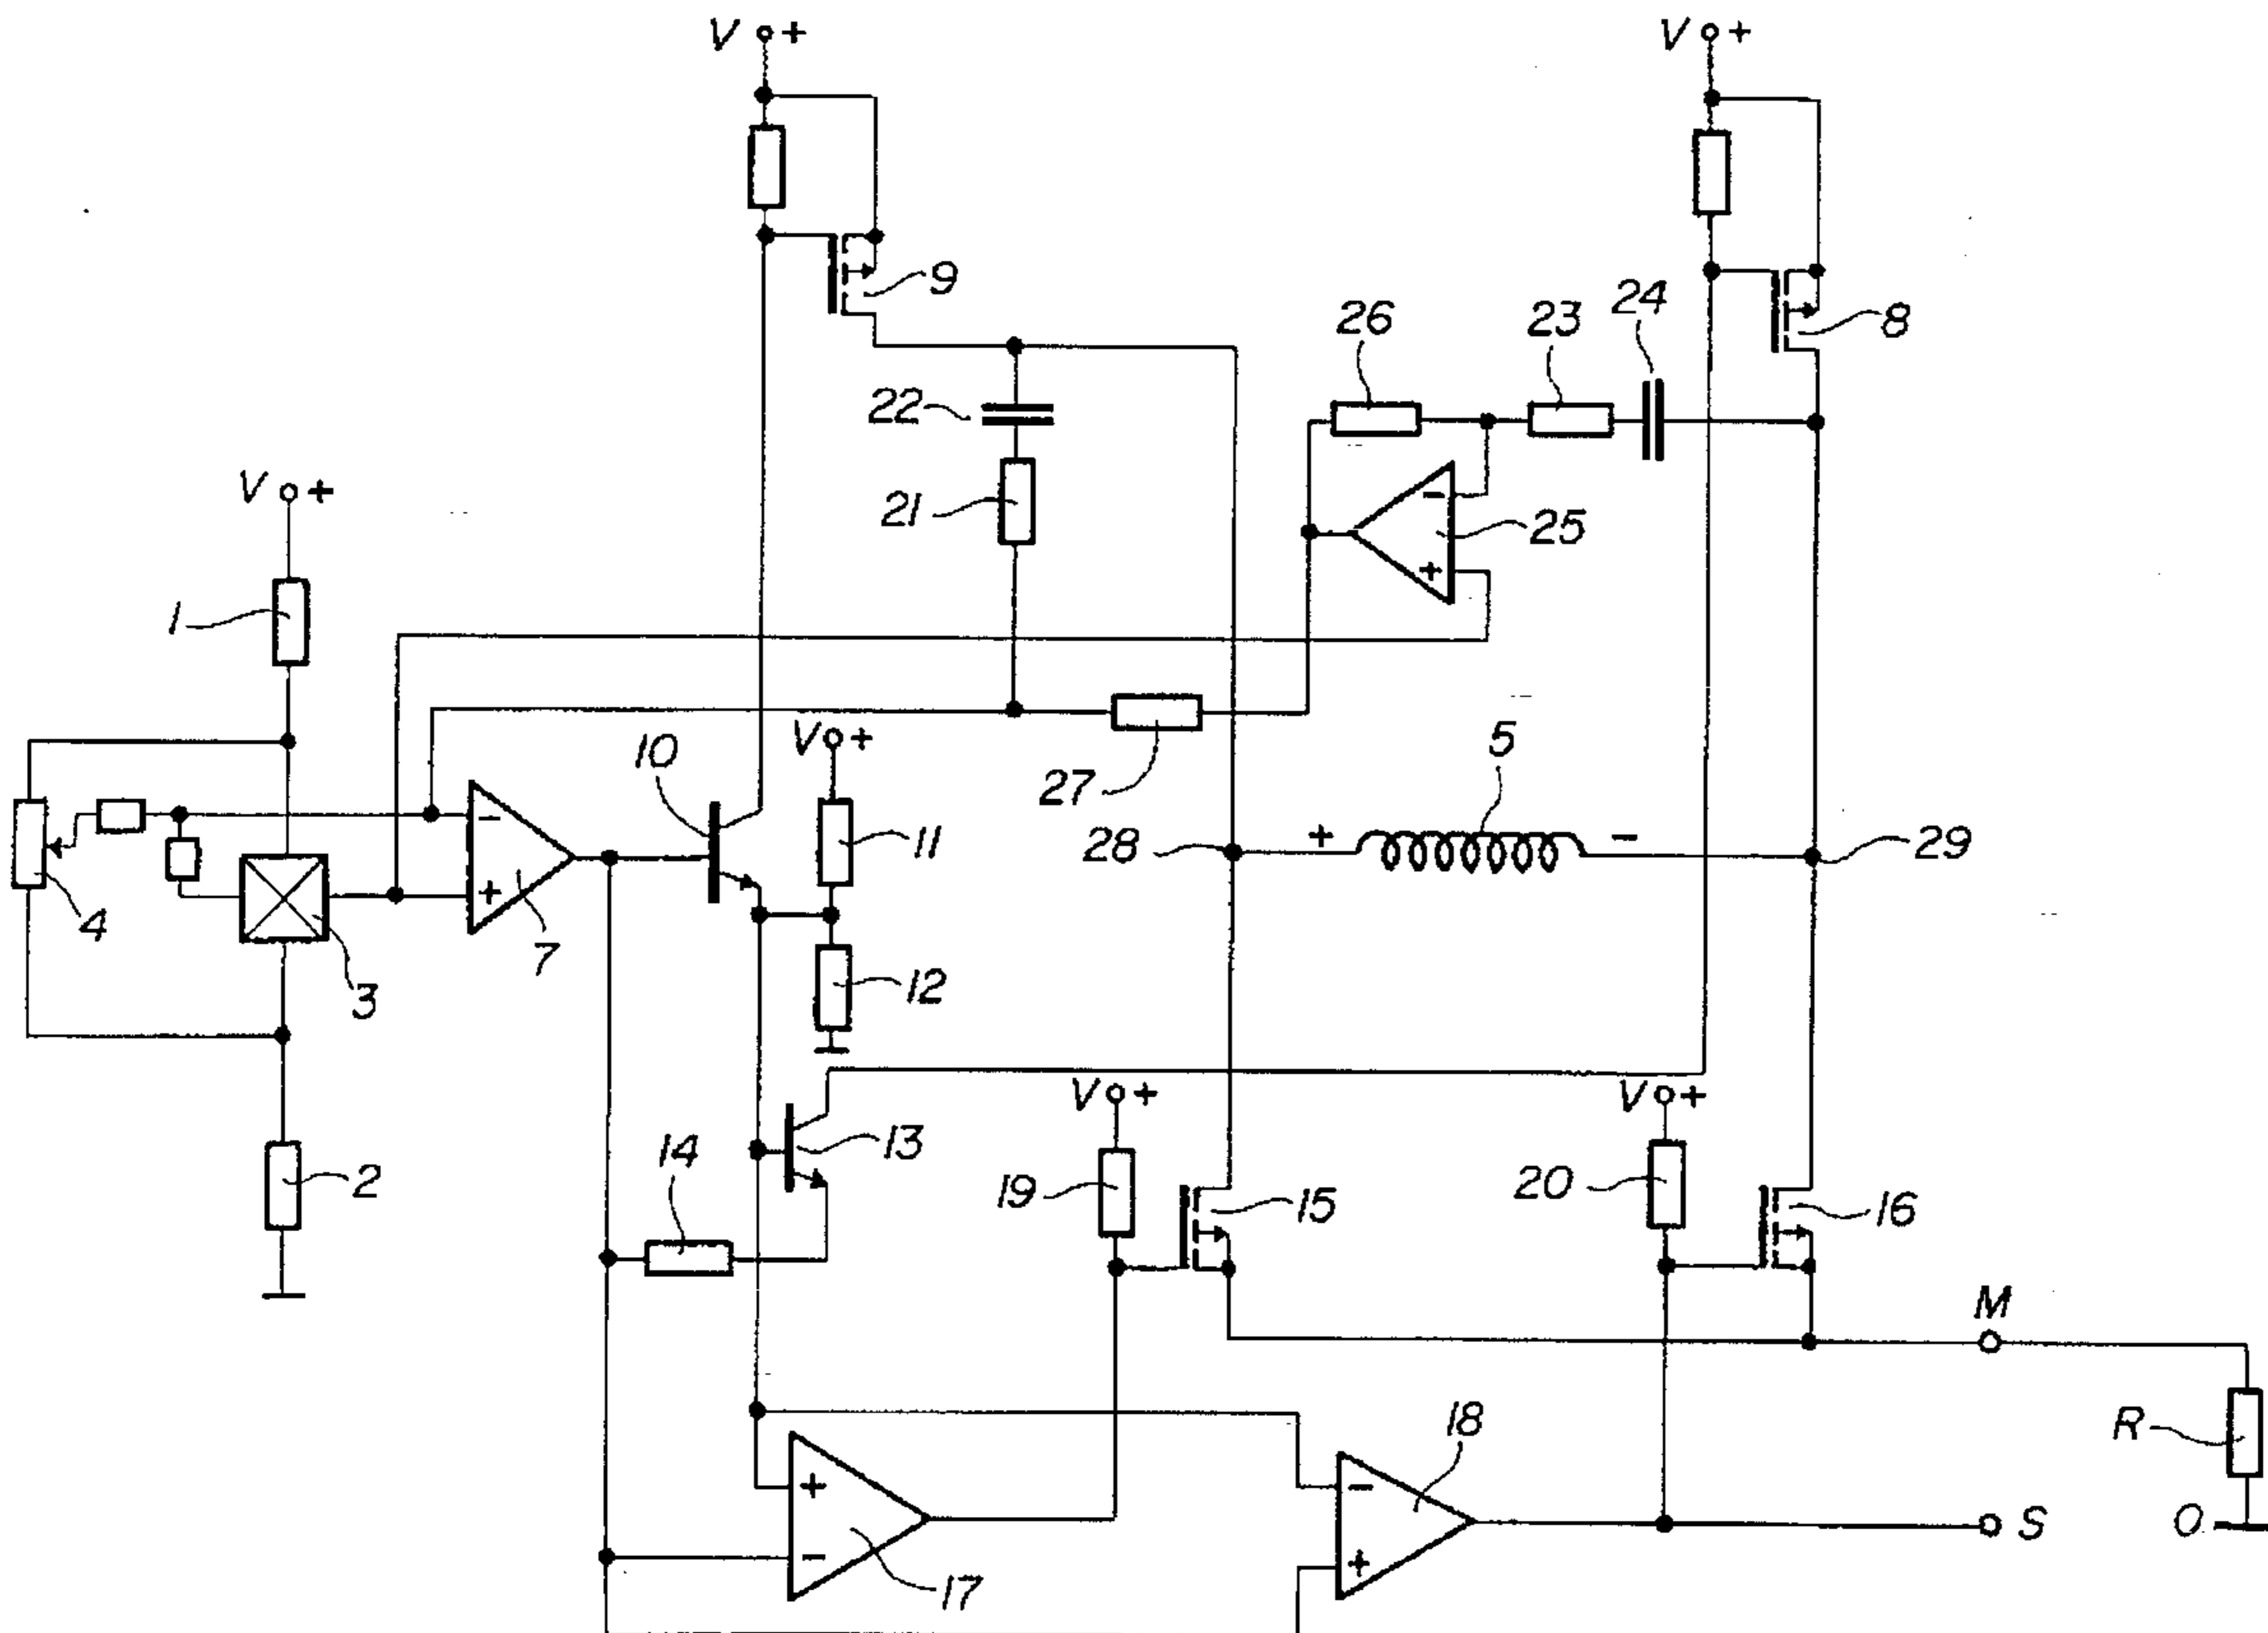 V + V +
9
24
26 23 8
22
V +
21 25
-
+
1
5
10 V +
27
- 11 28 + - 29
4 +
7 12
3
V + V +
13
14
2 19 15 20 16
M
18
R
+ -
S O
- +
17